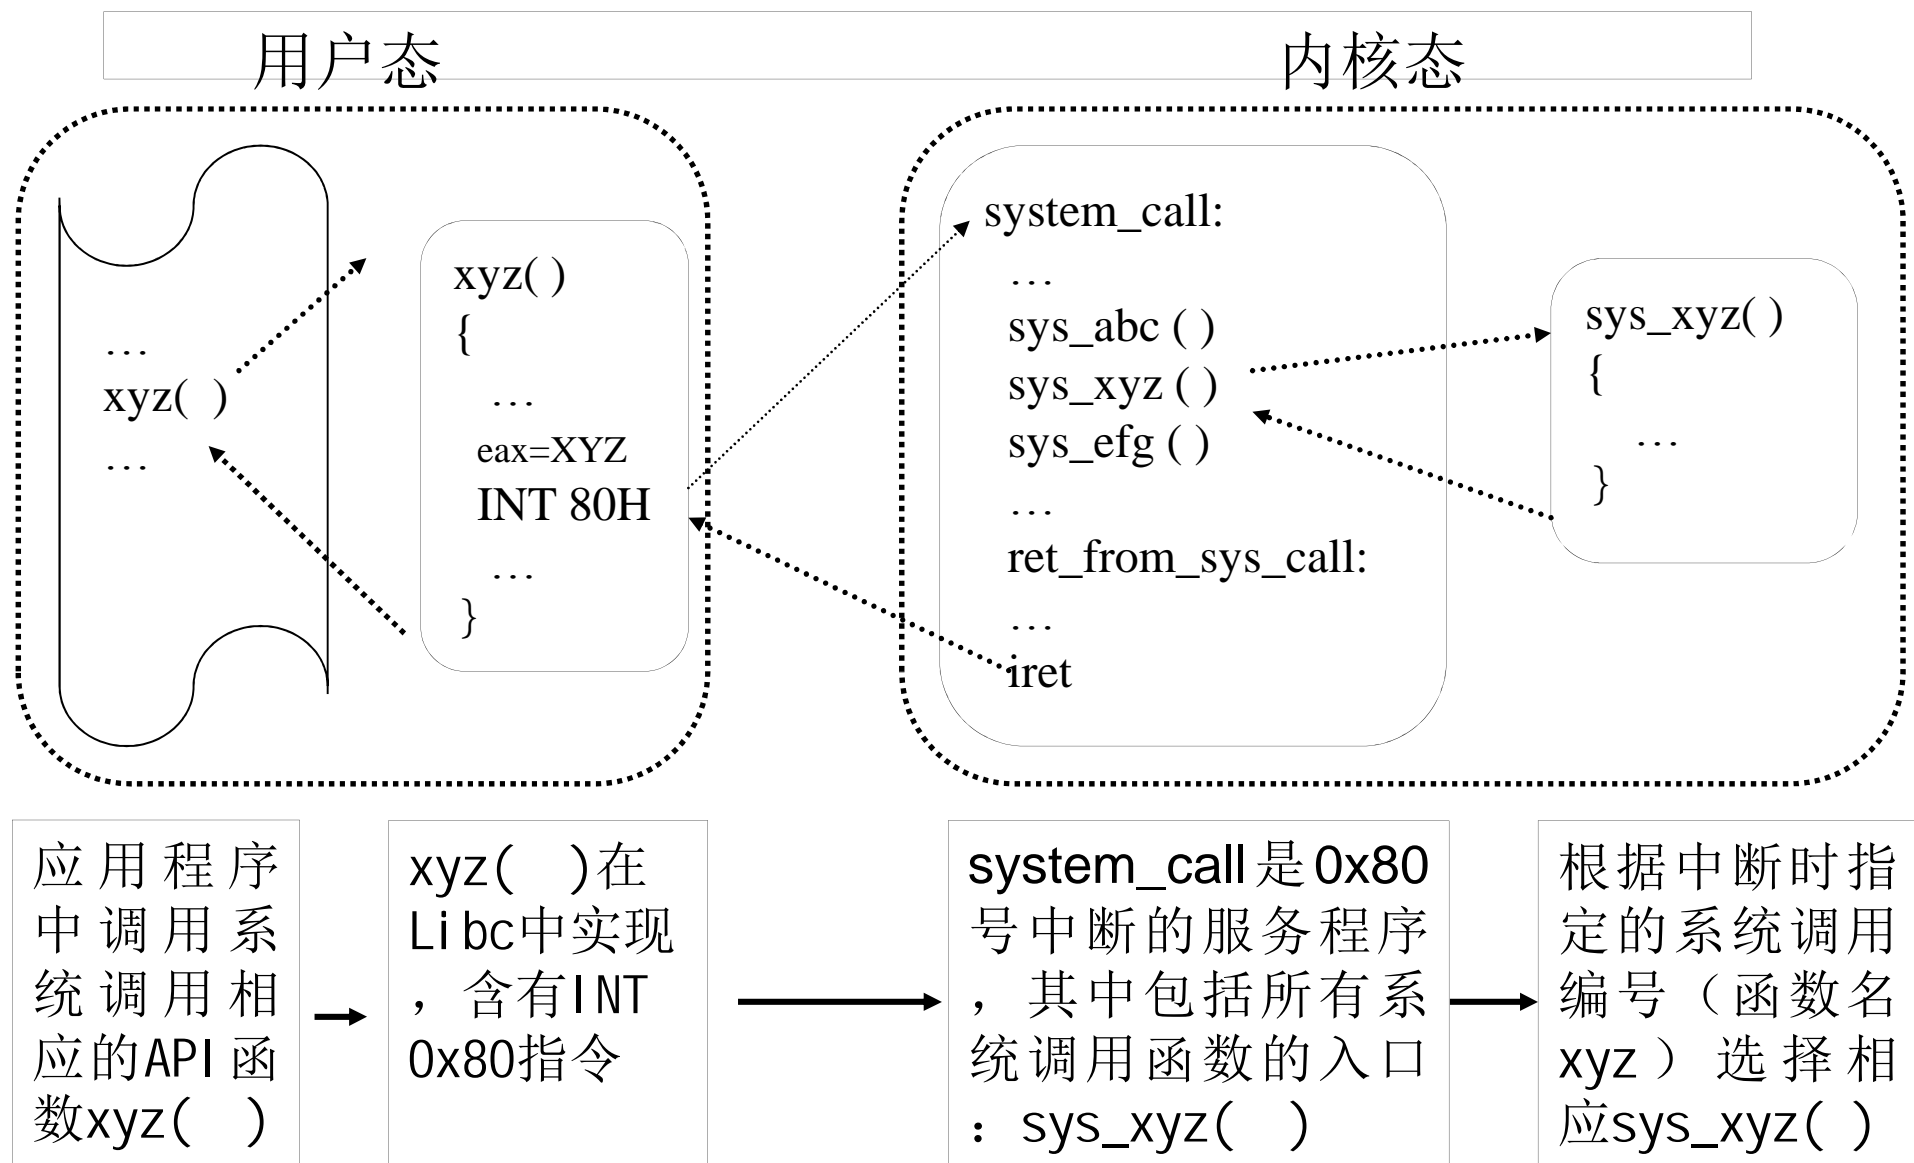 用户态
内核态
…
xyz( )
…
xyz( )
{
…
eax=XYZ
INT 80H
…
}
system_call:
…
sys_abc ( )
sys_xyz ( )
sys_efg ( )
…
ret_from_sys_call:
…
iret
sys_xyz( )
{
…
}
应用程序
中调用系
统调用相
应的API函
数xyz( )
xyz( )在
Libc中实现
，含有INT
0x80指令
system_call是0x80
号中断的服务程序
，其中包括所有系
统调用函数的入口
：sys_xyz( )
根据中断时指
定的系统调用
编号（函数名
xyz）选择相
应sys_xyz( )